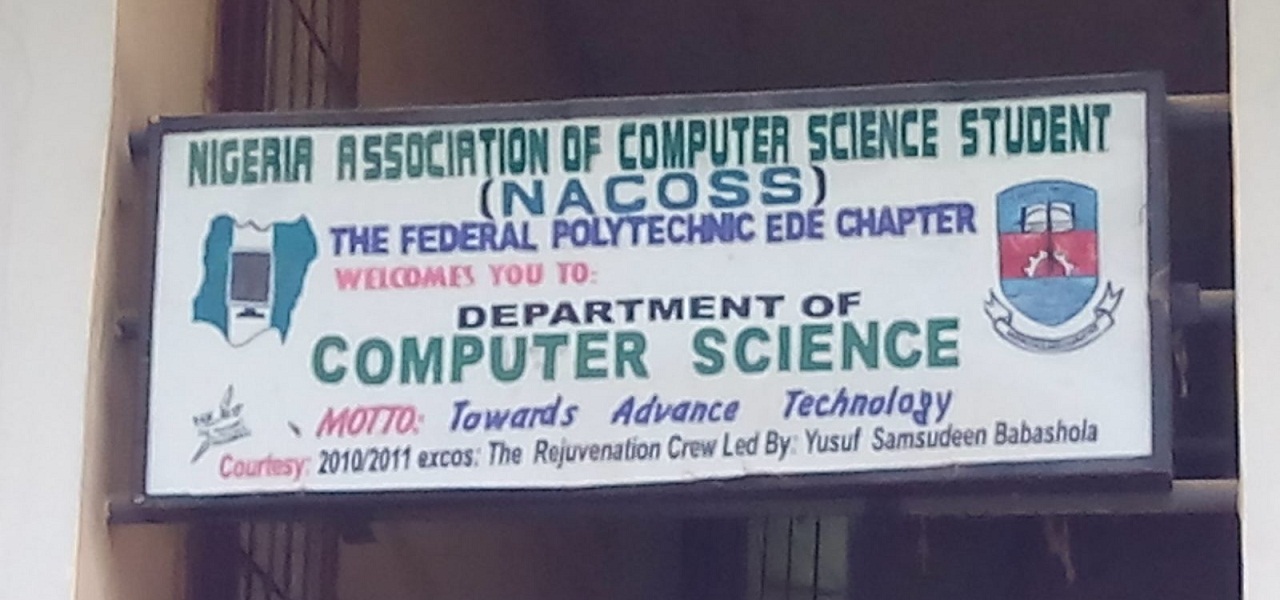 NIGERIA ASSOCIATION OF COMPUTER SCIENCE STUDENT
(NACOSS)
THE FEDERAL POLYTECHNIC EDE CHAPTER
WELCOMES YOU TO:
DEPARTMENT OF
COMPUTER SCIENCE
MOTTO: Towards Advance Technology
Courtesy: 2010/2011 excos: The Rejuvenation Crew Led By: Yusuf Samsudeen Babashola